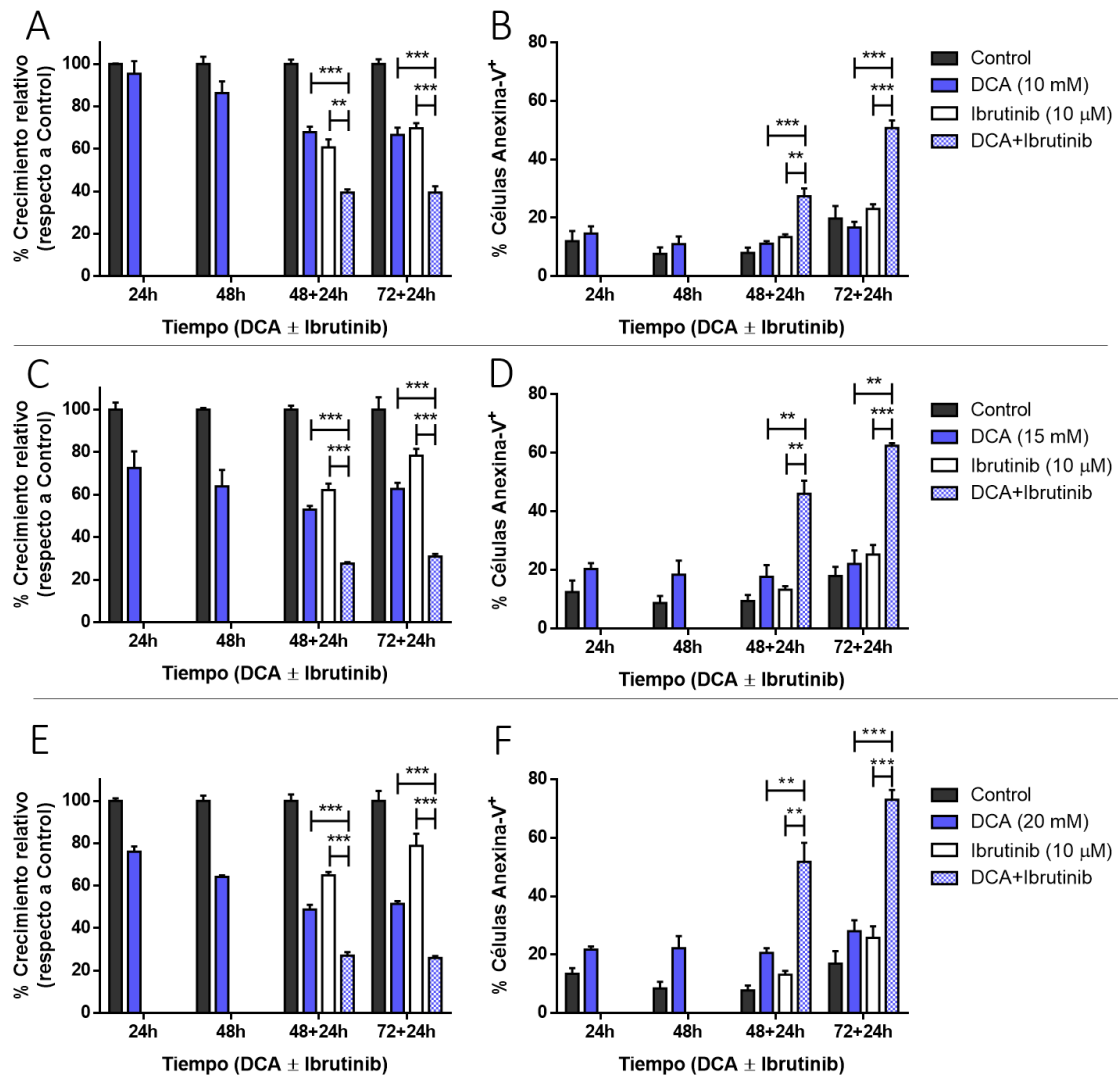 A
% Crecimiento relativo
(respecto a Control)
100
80
60
40
20
0
*** ***
** ***
24h 48h 48+24h 72+24h
Tiempo (DCA ± Ibrutinib)
B
% Células Anexina-V⁺
80
60
40
20
0
*** ***
** ***
24h 48h 48+24h 72+24h
Tiempo (DCA ± Ibrutinib)
Control
DCA (10 mM)
Ibrutinib (10 μM)
DCA+Ibrutinib
C
% Crecimiento relativo
(respecto a Control)
100
80
60
40
20
0
*** ***
*** ***
24h 48h 48+24h 72+24h
Tiempo (DCA ± Ibrutinib)
D
% Células Anexina-V⁺
80
60
40
20
0
** **
** ***
24h 48h 48+24h 72+24h
Tiempo (DCA ± Ibrutinib)
Control
DCA (15 mM)
Ibrutinib (10 μM)
DCA+Ibrutinib
E
% Crecimiento relativo
(respecto a Control)
100
80
60
40
20
0
*** ***
*** ***
24h 48h 48+24h 72+24h
Tiempo (DCA ± Ibrutinib)
F
% Células Anexina-V⁺
80
60
40
20
0
** ***
** ***
24h 48h 48+24h 72+24h
Tiempo (DCA ± Ibrutinib)
Control
DCA (20 mM)
Ibrutinib (10 μM)
DCA+Ibrutinib